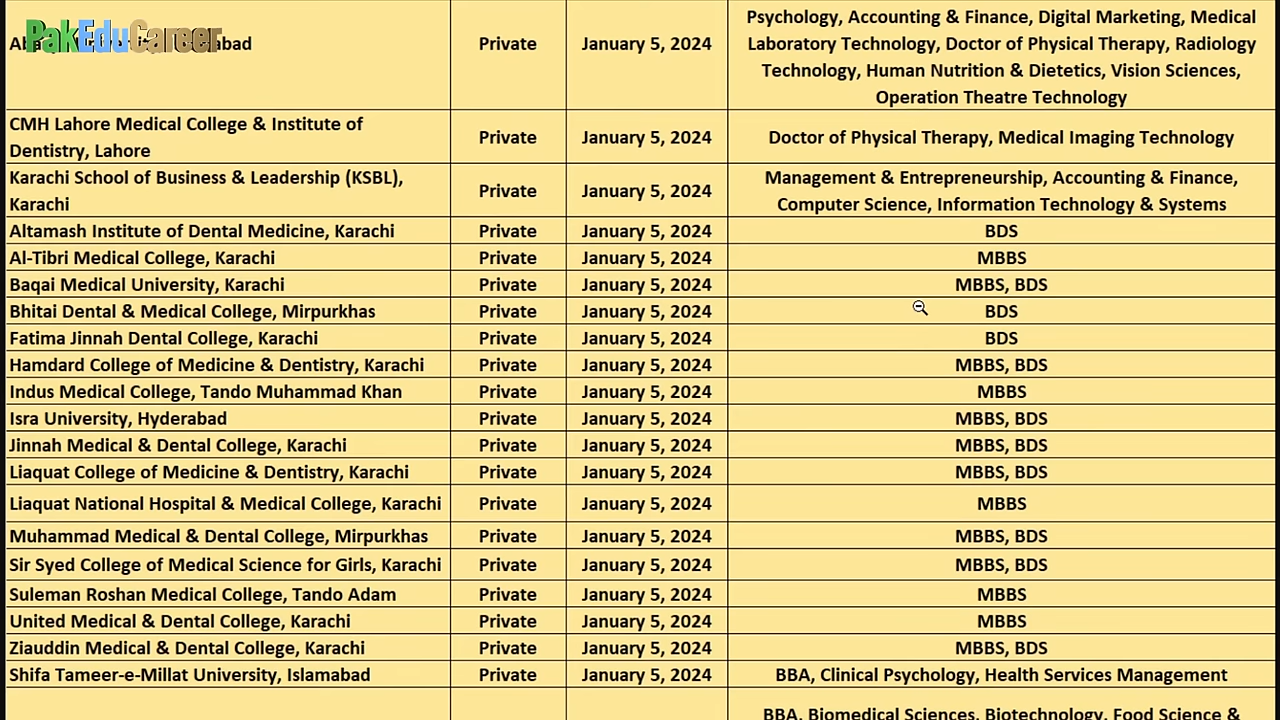 PakEduCareer
Psychology, Accounting & Finance, Digital Marketing, Medical
Private January 5, 2024 Laboratory Technology, Doctor of Physical Therapy, Radiology
Technology, Human Nutrition & Dietetics, Vision Sciences,
Operation Theatre Technology
CMH Lahore Medical College & Institute of
Dentistry, Lahore
Private January 5, 2024 Doctor of Physical Therapy, Medical Imaging Technology
Karachi School of Business & Leadership (KSBL),
Karachi
Private January 5, 2024 Management & Entrepreneurship, Accounting & Finance,
Computer Science, Information Technology & Systems
Altamash Institute of Dental Medicine, Karachi Private January 5, 2024 BDS
Al-Tibri Medical College, Karachi Private January 5, 2024 MBBS
Baqai Medical University, Karachi Private January 5, 2024 MBBS, BDS
Bhitai Dental & Medical College, Mirpurkhas Private January 5, 2024 BDS
Fatima Jinnah Dental College, Karachi Private January 5, 2024 BDS
Hamdard College of Medicine & Dentistry, Karachi Private January 5, 2024 MBBS, BDS
Indus Medical College, Tando Muhammad Khan Private January 5, 2024 MBBS
Isra University, Hyderabad Private January 5, 2024 MBBS, BDS
Jinnah Medical & Dental College, Karachi Private January 5, 2024 MBBS, BDS
Liaquat College of Medicine & Dentistry, Karachi Private January 5, 2024 MBBS, BDS
Liaquat National Hospital & Medical College, Karachi Private January 5, 2024 MBBS
Muhammad Medical & Dental College, Mirpurkhas Private January 5, 2024 MBBS, BDS
Sir Syed College of Medical Science for Girls, Karachi Private January 5, 2024 MBBS, BDS
Suleman Roshan Medical College, Tando Adam Private January 5, 2024 MBBS
United Medical & Dental College, Karachi Private January 5, 2024 MBBS
Ziauddin Medical & Dental College, Karachi Private January 5, 2024 MBBS, BDS
Shifa Tameer-e-Millat University, Islamabad Private January 5, 2024 BBA, Clinical Psychology, Health Services Management
BBA, Biomedical Sciences, Biotechnology, Food Science &